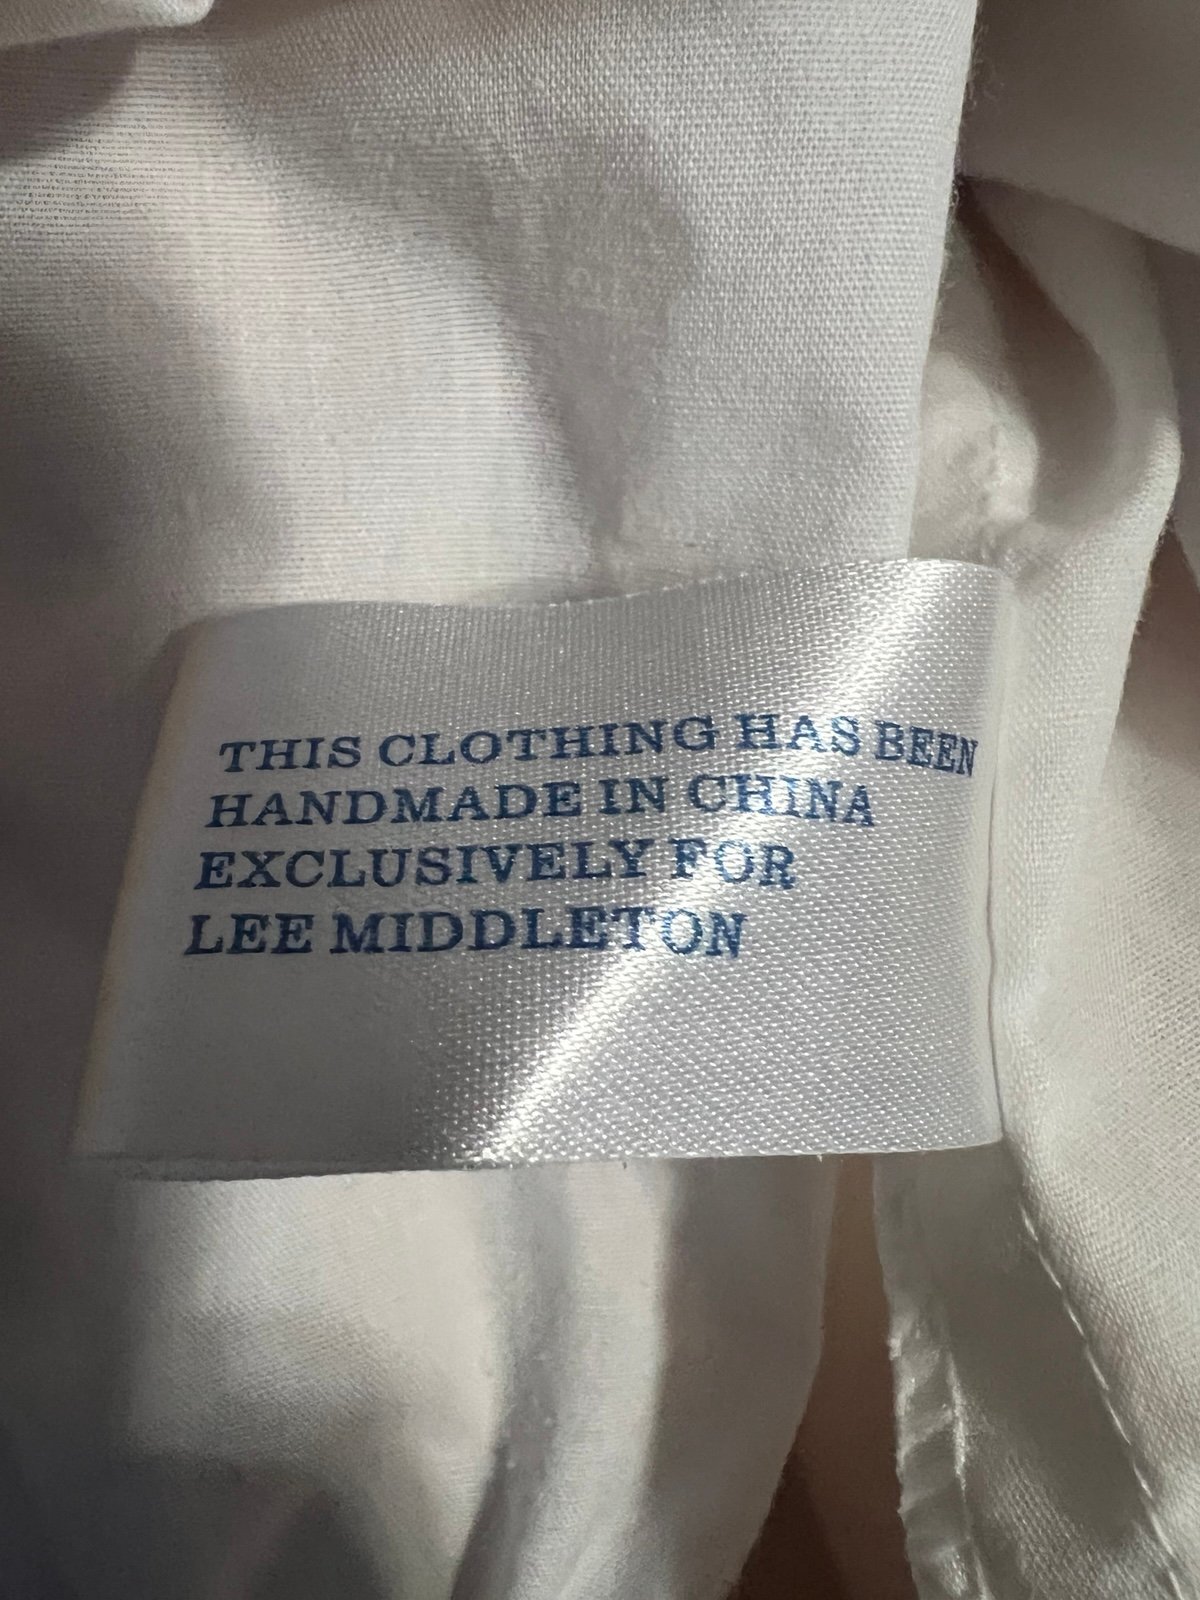 THIS CLOTHING HAS BEEN
HANDMADE IN CHINA
EXCLUSIVELY FOR
LEE MIDDLETON